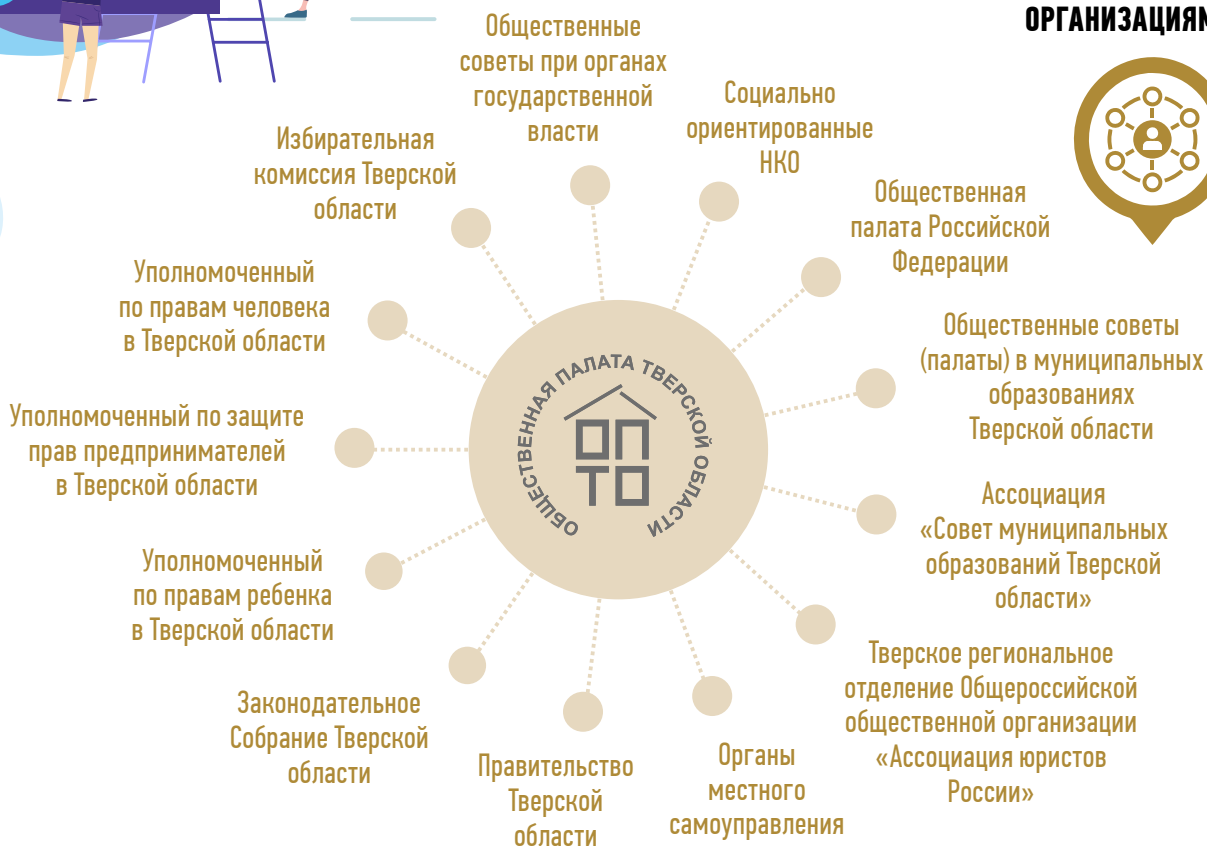 ОРГАНИЗАЦИЯМ
Общественные
советы при органах
государственной
власти
Социально
ориентированные
НКО
Избирательная
комиссия Тверской
области
Общественная
палата Российской
Федерации
Уполномоченный
по правам человека
в Тверской области
Общественные советы
(палаты) в муниципальных
образованиях
Тверской области
Уполномоченный по защите
прав предпринимателей
в Тверской области
ОБЩЕСТВЕННАЯ ПАЛАТА ТВЕРСКОЙ ОБЛАСТИ
ОП
ТО
Ассоциация
«Совет муниципальных
образований Тверской
области»
Уполномоченный
по правам ребенка
в Тверской области
Тверское региональное
отделение Общероссийской
общественной организации
«Ассоциация юристов
России»
Законодательное
Собрание Тверской
области
Правительство
Тверской
области
Органы
местного
самоуправления